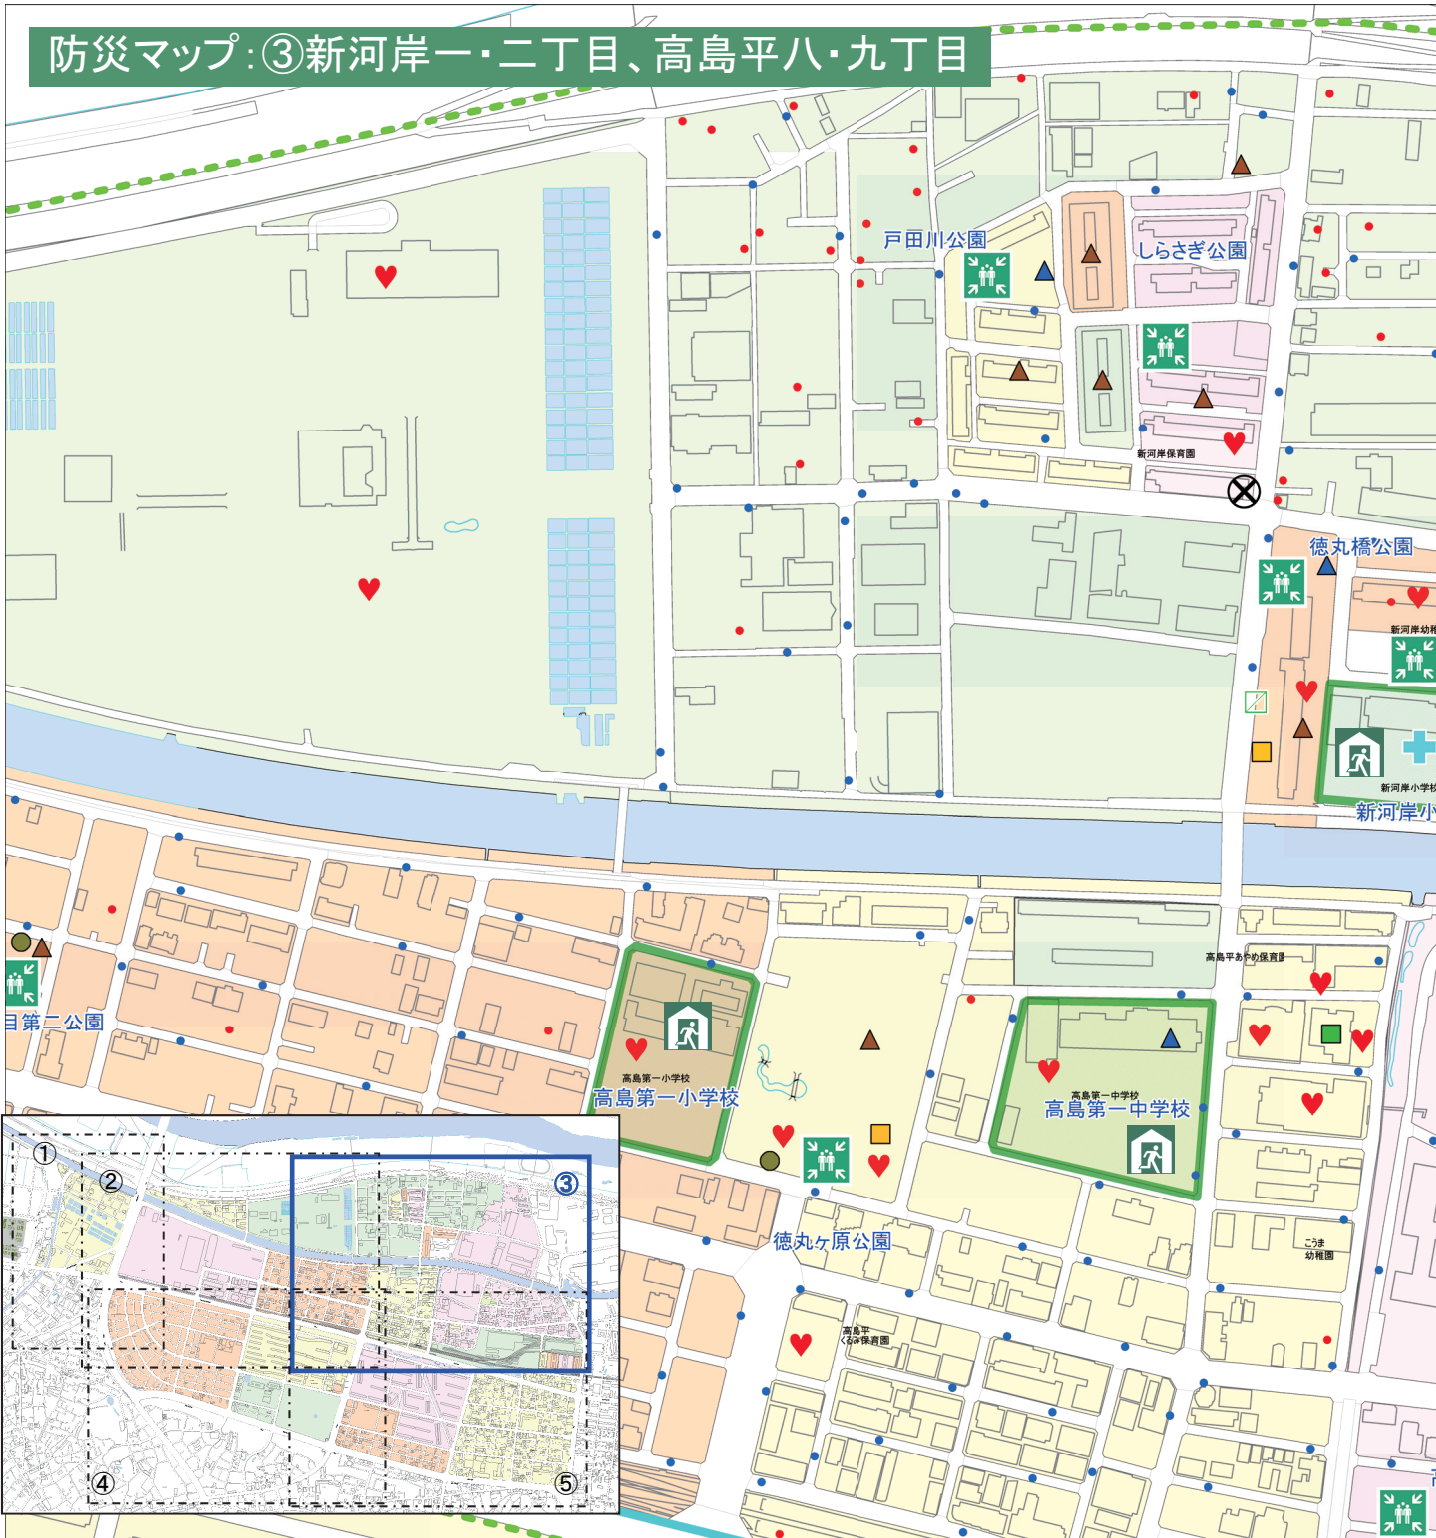 防災マップ：③新河岸一・二丁目、高島平八・九丁目
戸田川公園
しらさぎ公園
新河岸保育園
徳丸橋公園
新河岸幼稚
新河岸小学校
新河岸小
高島平あやめ保育園
目第二公園
高島第一小学校
高島第一小学校
高島第一中学校
高島第一中学校
徳丸ヶ原公園
こうま
幼稚園
高島平
くるみ保育園
①
②
③
④
⑤